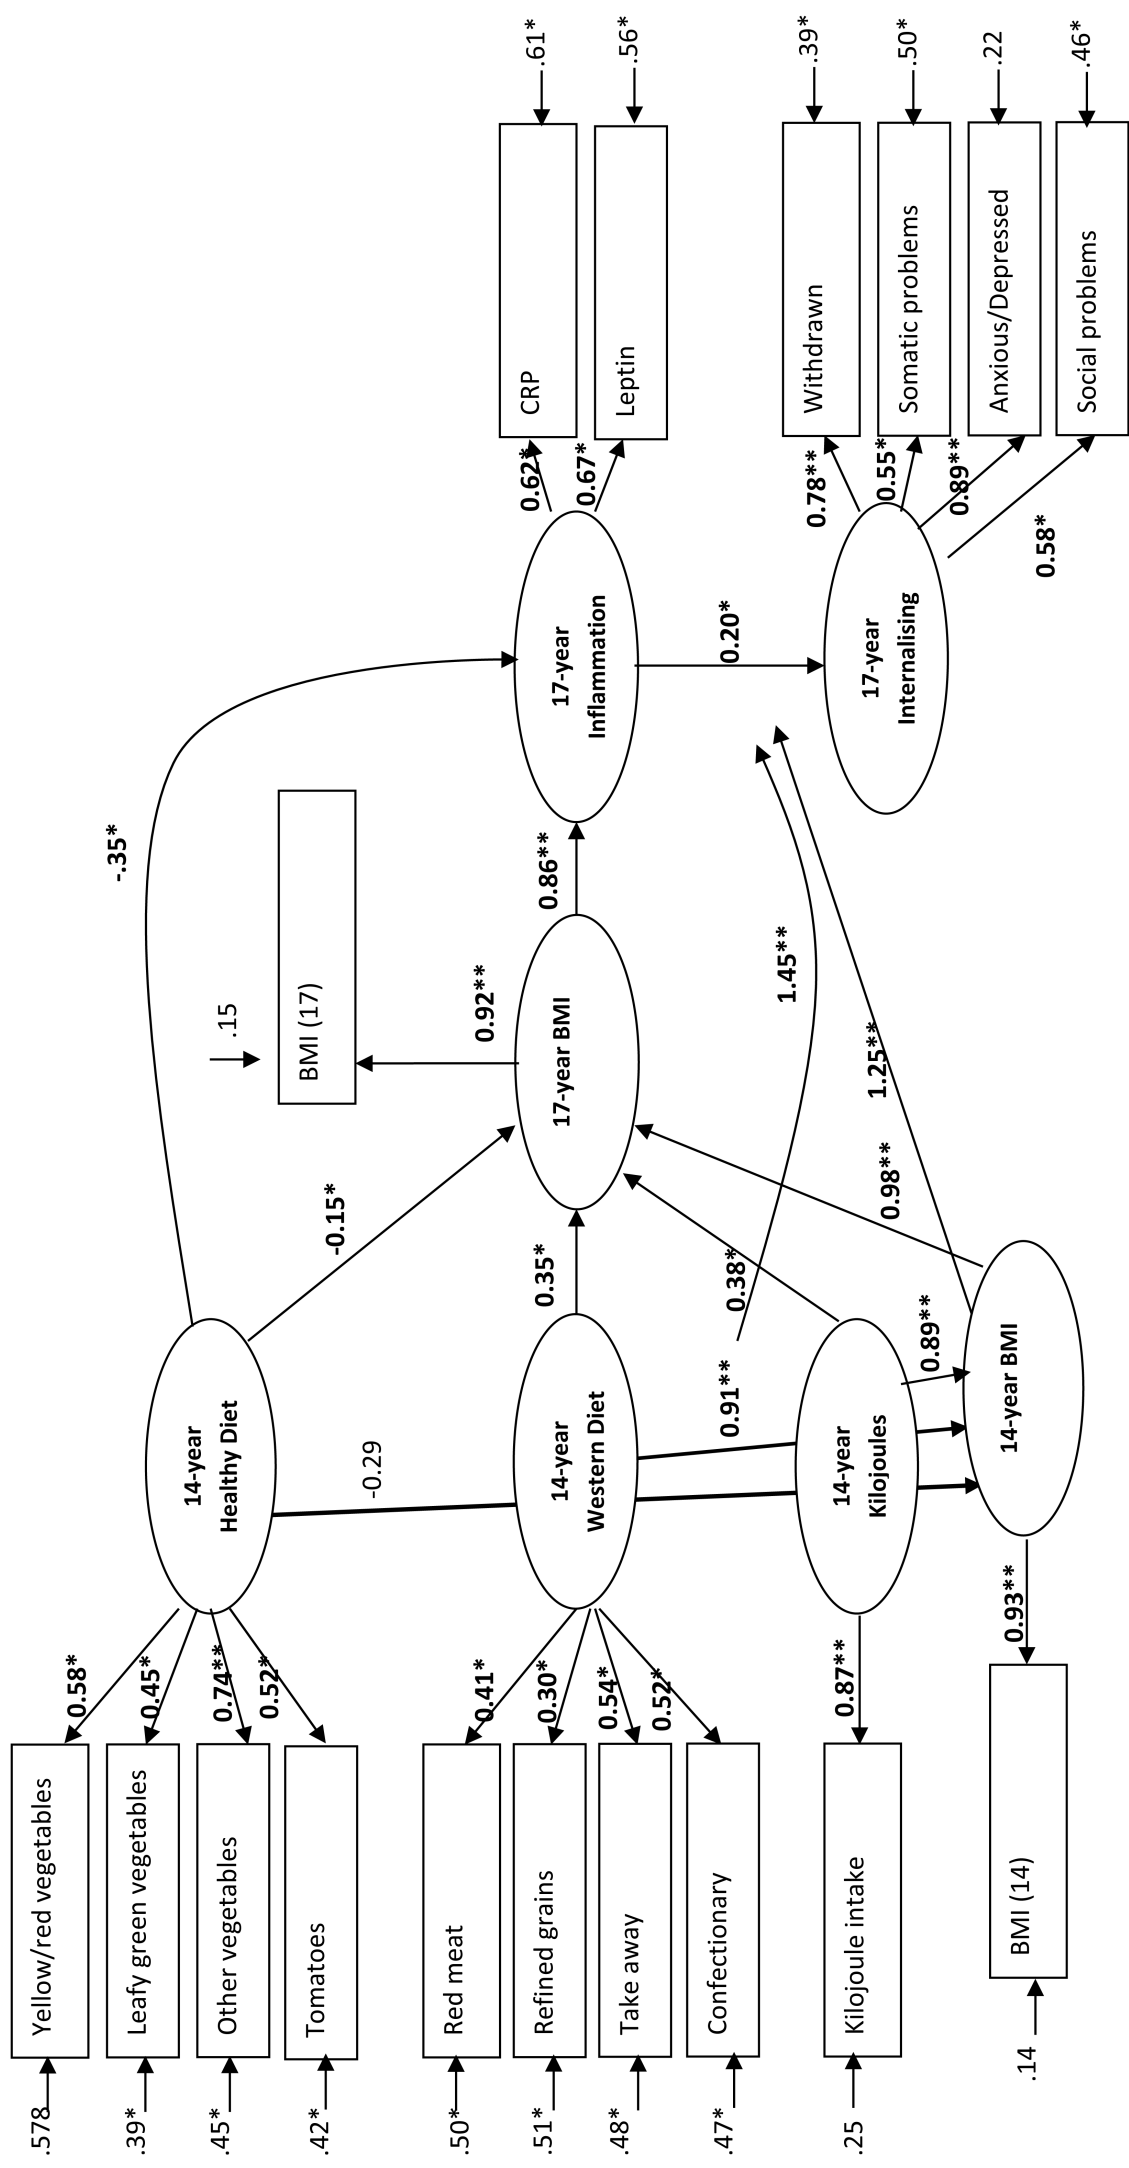 .578
Yellow/red vegetables
0.58*
.39*
Leafy green vegetables
0.45*
.45*
Other vegetables
0.74**
.42*
Tomatoes
0.52*
14-year
Healthy Diet
-.35*
-0.15*
-0.29
.15
BMI (17)
0.92**
.50*
Red meat
0.41*
.51*
Refined grains
0.30*
.48*
Take away
0.54*
.47*
Confectionary
0.52*
14-year
Western Diet
0.35*
17-year BMI
0.86**
17-year
Inflammation
0.62*
CRP
.61*
0.67*
Leptin
.56*
0.91**
0.38*
1.45**
0.20*
.25
Kilojoule intake
0.87**
14-year
Kilojoules
0.89**
0.98**
1.25**
17-year
Internalising
0.78**
Withdrawn
.39*
0.55*
Somatic problems
.50*
0.89**
Anxious/Depressed
.22
0.58*
Social problems
.46*
.14
BMI (14)
0.93**
14-year BMI